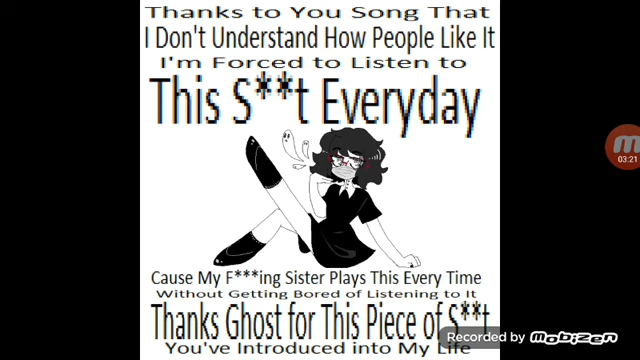 Thanks to You Song That
I Don't Understand How People Like It
I'm Forced to Listen to
This S**t Everyday
Cause My F***ing Sister Plays This Every Time
Without Getting Bored of Listening to It
Thanks Ghost for This Piece of S**t
You've Introduced into My Life
03:21
Recorded by Mobizen